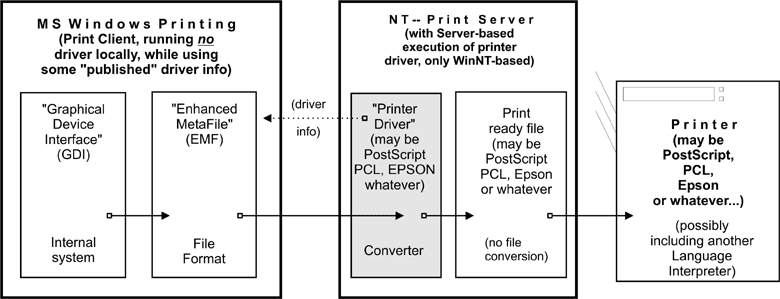 MS Windows Printing
(Print Client, running no
driver locally, while using
some "published" driver info)
"Graphical
Device
Interface"
(GDI)
Internal
system
"Enhanced
MetaFile"
(EMF)
File
Format
(driver
info)
NT -- Print Server
(with Server-based
execution of printer
driver, only WinNT-based)
"Printer
Driver"
(may be
PostScript
PCL, EPSON
whatever)
Converter
Print
ready file
(may be
PostScript
PCL, Epson
or whatever
(no file
conversion)
Printer
(may be
PostScript,
PCL,
Epson
or whatever...)
(possibly
including another
Language
Interpreter)